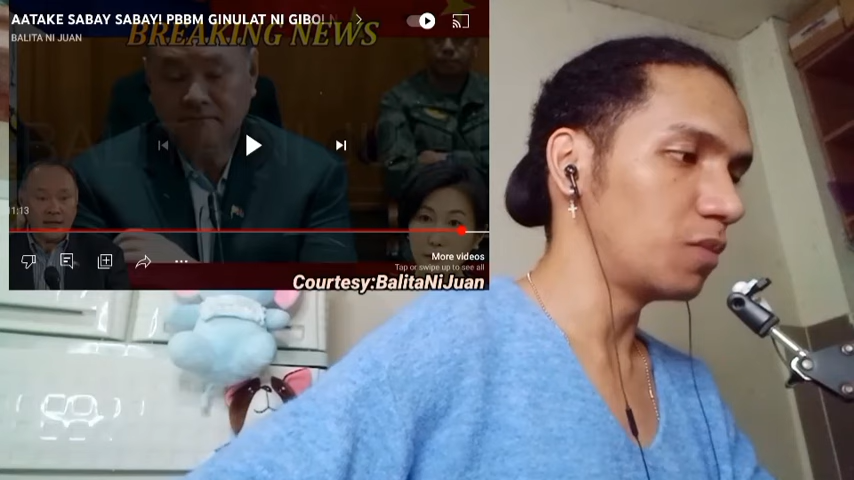 AATAKE SABAY SABAY! PBBM GINULAT NI GIBO!
BALITA NI JUAN
BREAKING NEWS
1:13
More videos
Tap or swipe up to see all
Courtesy:BalitaNiJuan